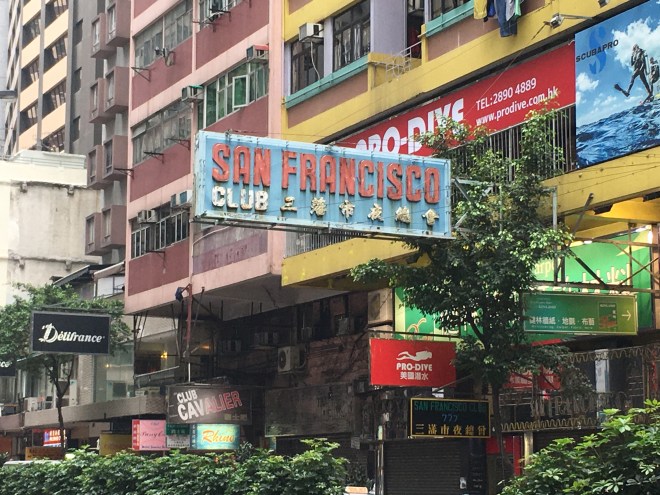 SCUBAPRO
TEL:2890 4889
www.prodive.com.hk
PRO-DIVE
SAN FRANCISCO
CLUB 三藩市夜總會
Délifrance
PRO-DIVE
美國潛水
CLUB
CAVALIER
SAN FRANCISCO CLUB
三藩市夜總會
Rhine